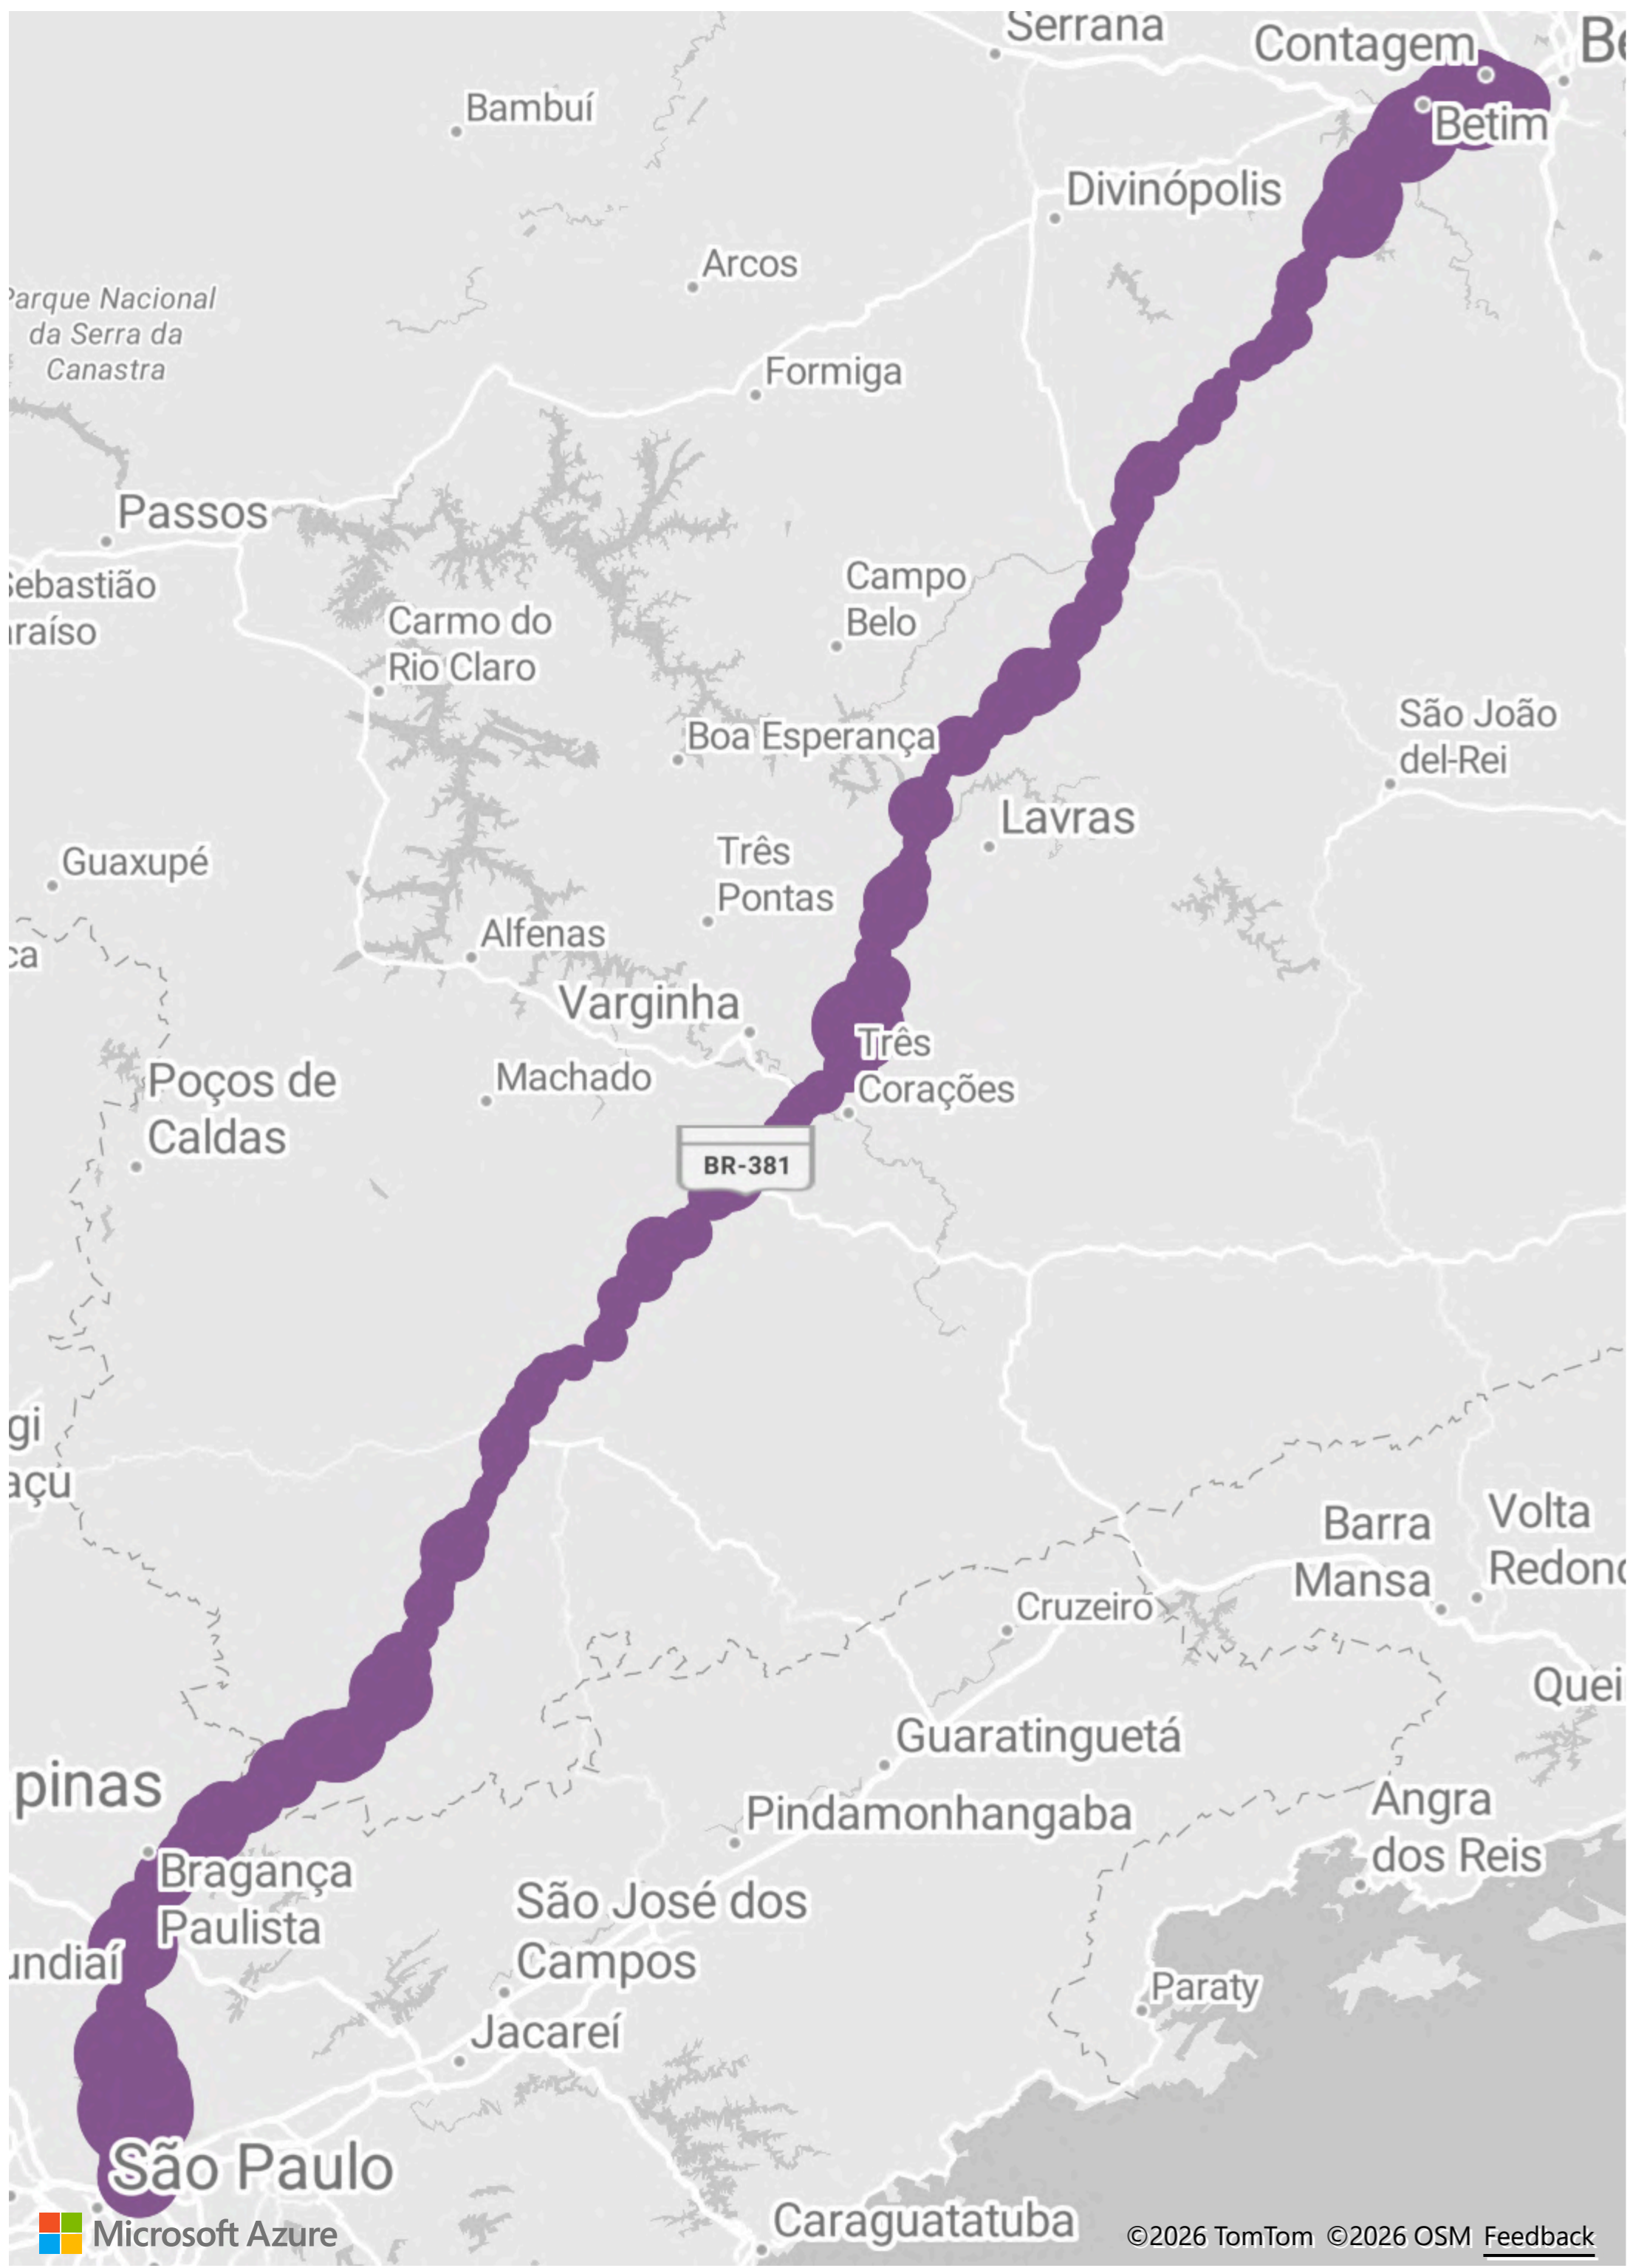 Serrana
Contagem
Be
Bambuí
Betim
Divinópolis
Arcos
Parque Nacional
da Serra da
Canastra
Formiga
Passos
Sebastião
raíso
Campo
Belo
Carmo do
Rio Claro
São João
del-Rei
Boa Esperança
Lavras
Guaxupé
Três
Pontas
Alfenas
ca
Varginha
Três
Corações
Machado
Poços de
Caldas
BR-381
gi
açu
Barra
Mansa
Volta
Redond
Cruzeiro
Quei
Guaratinguetá
pinas
Pindamonhangaba
Angra
dos Reis
Bragança
Paulista
São José dos
Campos
undiaí
Paraty
Jacareí
São Paulo
Caraguatatuba
Microsoft Azure
©2026 TomTom ©2026 OSM Feedback